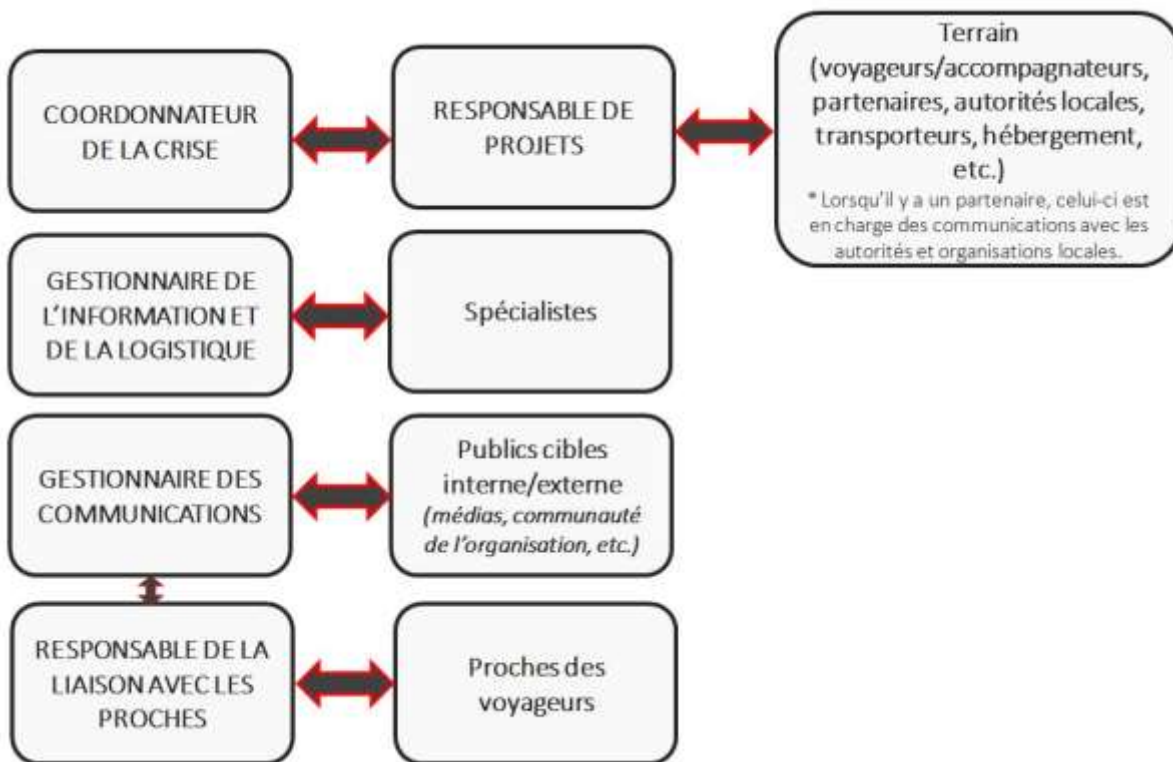 COORDONNATEUR
DE LA CRISE
RESPONSABLE DE
PROJETS
Terrain
(voyageurs/accompagnateurs,
partenaires, autorités locales,
transporteurs, hébergement,
etc.)
* Lorsqu'il y a un partenaire, celui-ci est
en charge des communications avec les
autorités et organisations locales.
GESTIONNAIRE DE
L'INFORMATION ET
DE LA LOGISTIQUE
Spécialistes
GESTIONNAIRE DES
COMMUNICATIONS
Publics cibles
interne/externe
(médias, communauté
de l'organisation, etc.)
RESPONSABLE DE LA
LIAISON AVEC LES
PROCHES
Proches des
voyageurs